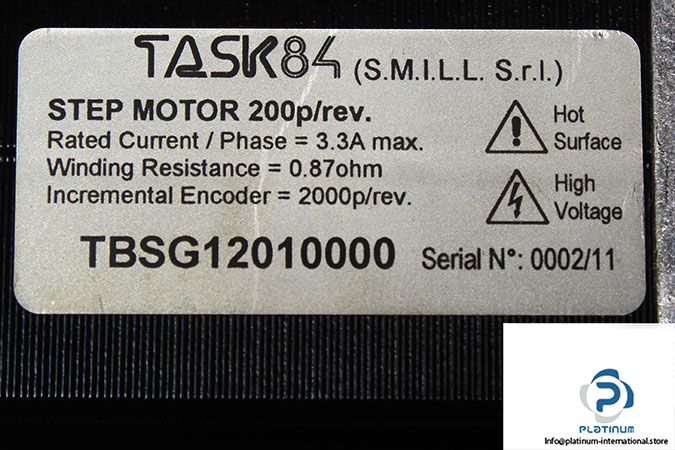 TASK84 (S.M.I.L.L. S.r.l.)
STEP MOTOR 200p/rev.
Rated Current / Phase = 3.3A max.
Winding Resistance = 0.87ohm
Incremental Encoder = 2000p/rev.
Hot
Surface
High
Voltage
TBSG12010000 Serial N°: 0002/11
PLATINUM
Info@platinum-international.store